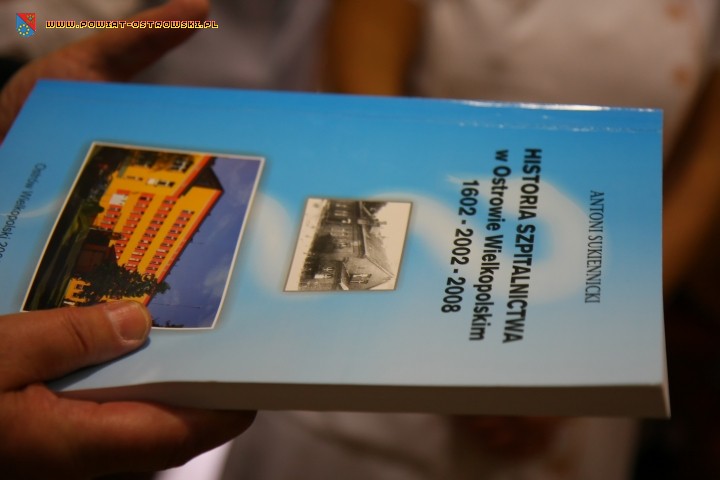 www.powiat-ostrowski.pl
ANTONI SUKIENNICKI
HISTORIA SZPITALNICTWA
w Ostrowie Wielkopolskim
1602 - 2002 - 2008
Ostrów Wielkopolski